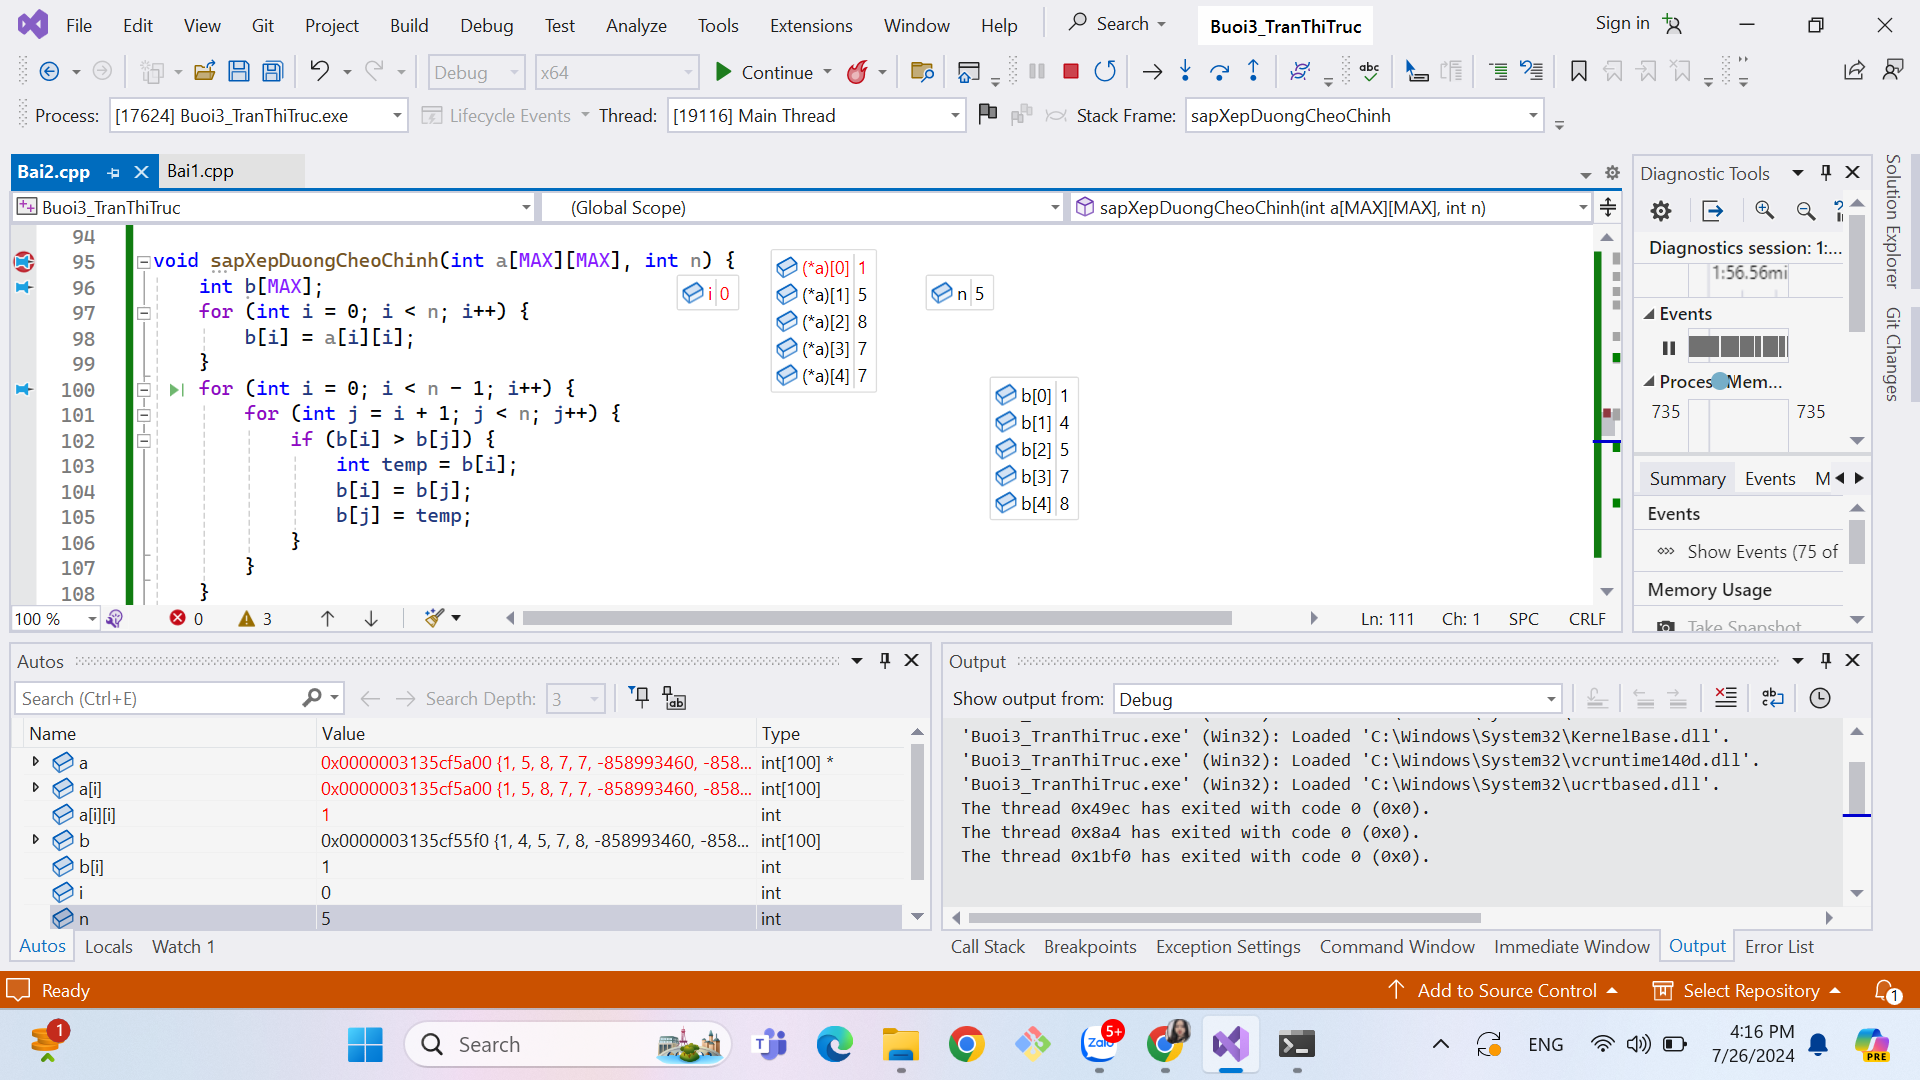 File Edit View Git Project Build Debug Test Analyze Tools Extensions Window Help Search Buoi3_TranThiTruc Sign in
Debug x64 Continue
Process: [17624] Buoi3_TranThiTruc.exe Lifecycle Events Thread: [19116] Main Thread Stack Frame: sapXepDuongCheoChinh
Bai2.cpp Bai1.cpp
Buoi3_TranThiTruc (Global Scope) sapXepDuongCheoChinh(int a[MAX][MAX], int n)
94
95 void sapXepDuongCheoChinh(int a[MAX][MAX], int n) {
96 int b[MAX];
97 for (int i = 0; i < n; i++) {
98 b[i] = a[i][i];
99 }
100 for (int i = 0; i < n - 1; i++) {
101 for (int j = i + 1; j < n; j++) {
102 if (b[i] > b[j]) {
103 int temp = b[i];
104 b[i] = b[j];
105 b[j] = temp;
106 }
107 }
108 }
i 0
(*a)[0] 1
(*a)[1] 5
(*a)[2] 8
(*a)[3] 7
(*a)[4] 7
n 5
b[0] 1
b[1] 4
b[2] 5
b[3] 7
b[4] 8
100 % 0 3 Ln: 111 Ch: 1 SPC CRLF
Diagnostic Tools
Diagnostics session: 1:...
1:56.56mi
Events
Process Mem...
735 735
Summary Events M
Events
Show Events (75 of
Memory Usage
Take Snapshot
Solution Explorer
Git Changes
Autos
Search (Ctrl+E) Search Depth: 3
Name Value Type
a 0x0000003135cf5a00 {1, 5, 8, 7, 7, -858993460, -858... int[100] *
a[i] 0x0000003135cf5a00 {1, 5, 8, 7, 7, -858993460, -858... int[100]
a[i][i] 1 int
b 0x0000003135cf55f0 {1, 4, 5, 7, 8, -858993460, -858... int[100]
b[i] 1 int
i 0 int
n 5 int
Autos Locals Watch 1
Output
Show output from: Debug
'Buoi3_TranThiTruc.exe' (Win32): Loaded 'C:\Windows\System32\KernelBase.dll'.
'Buoi3_TranThiTruc.exe' (Win32): Loaded 'C:\Windows\System32\vcruntime140d.dll'.
'Buoi3_TranThiTruc.exe' (Win32): Loaded 'C:\Windows\System32\ucrtbased.dll'.
The thread 0x49ec has exited with code 0 (0x0).
The thread 0x8a4 has exited with code 0 (0x0).
The thread 0x1bf0 has exited with code 0 (0x0).
Call Stack Breakpoints Exception Settings Command Window Immediate Window Output Error List
Ready Add to Source Control Select Repository 1
1 Search Zalo 5+ ENG 4:16 PM
7/26/2024
PRE